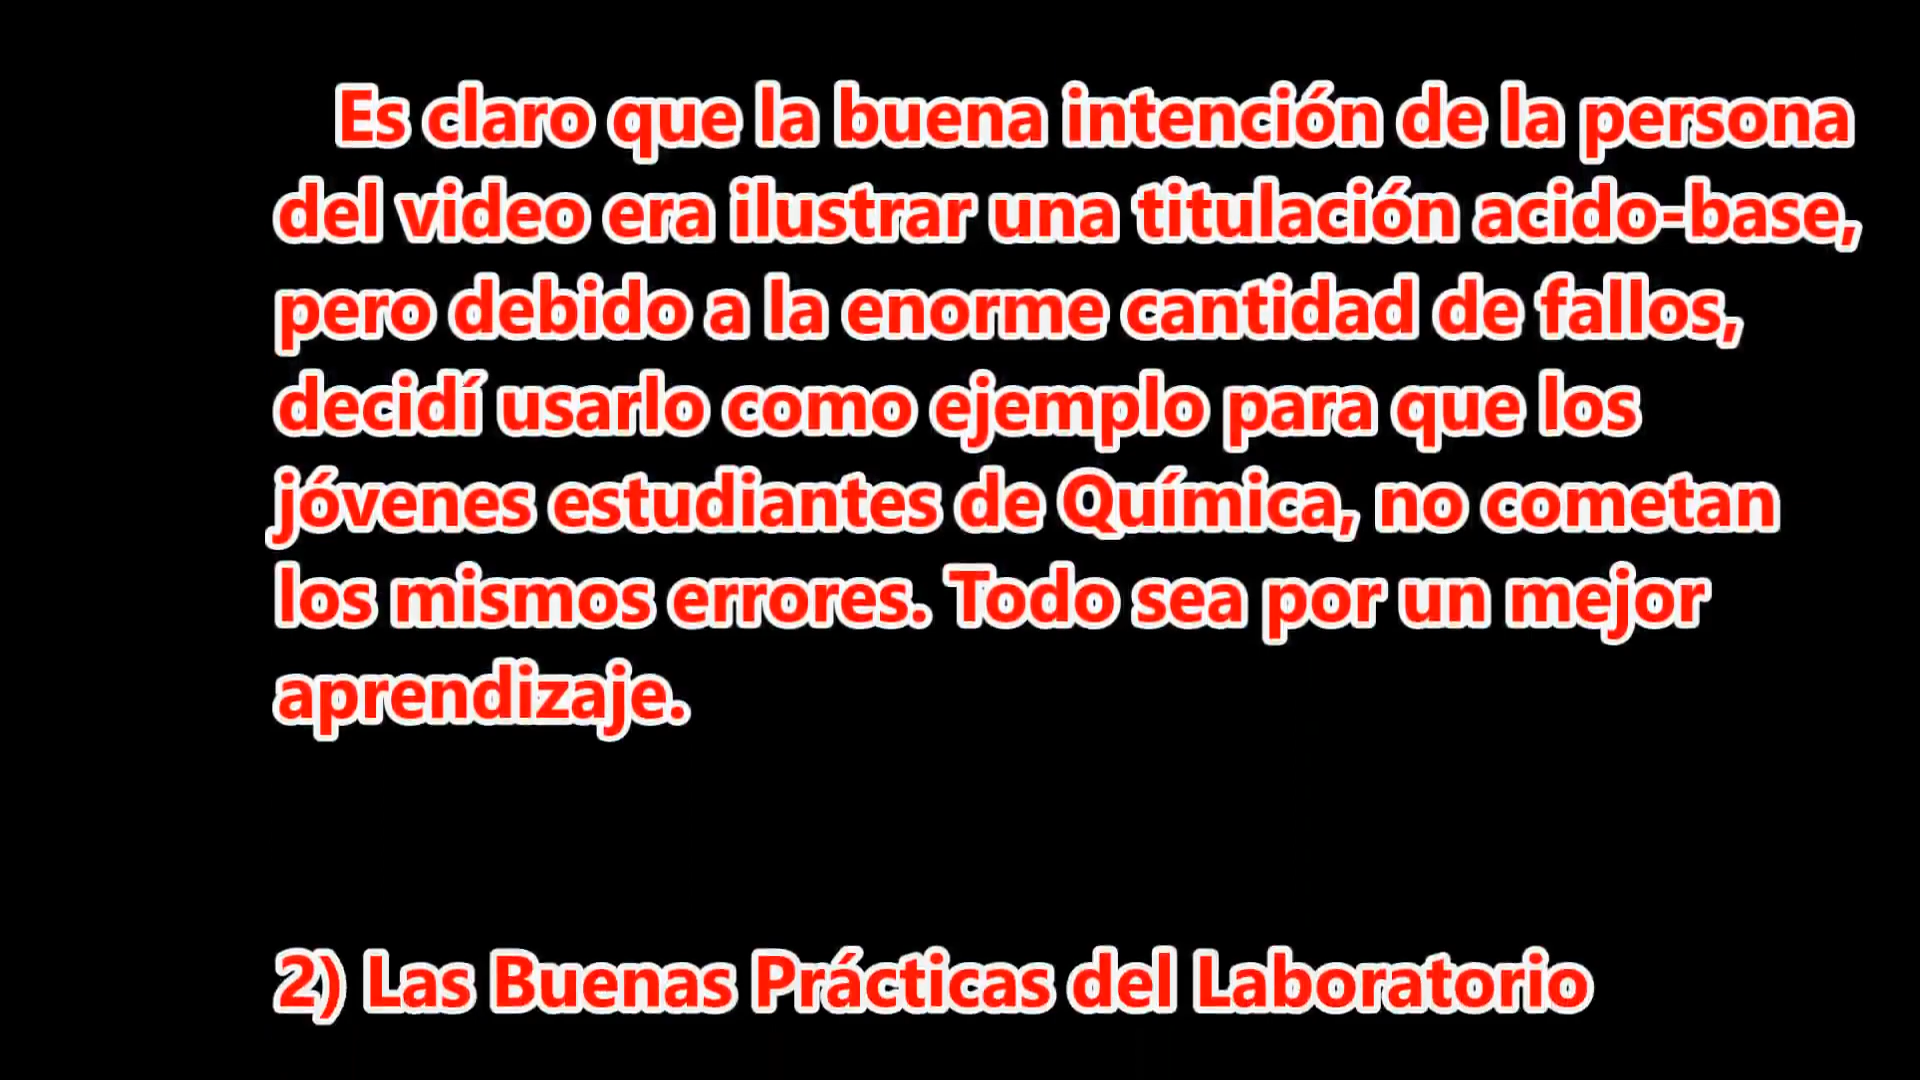 Es claro que la buena intención de la persona
del video era ilustrar una titulación acido-base,
pero debido a la enorme cantidad de fallos,
decidí usarlo como ejemplo para que los
jóvenes estudiantes de Química, no cometan
los mismos errores. Todo sea por un mejor
aprendizaje.
2) Las Buenas Prácticas del Laboratorio